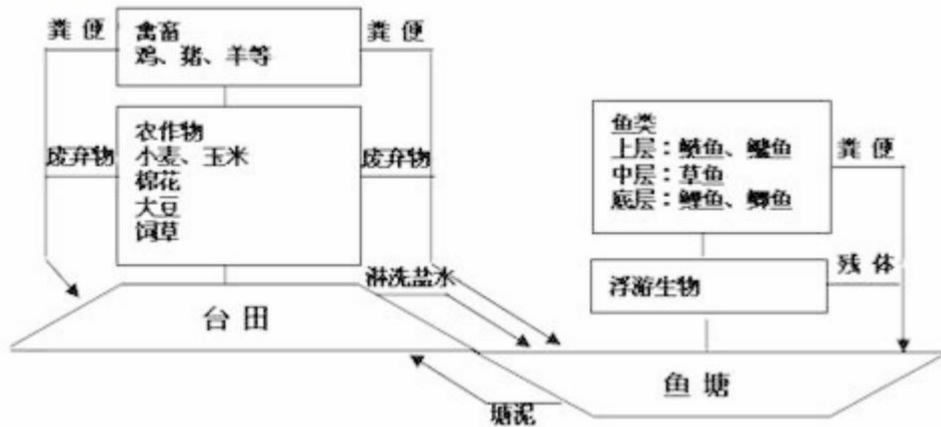 粪便
禽畜
鸡、猪、羊等
粪便
农作物
小麦、玉米
棉花
大豆
饲草
废弃物
废弃物
鱼类
上层：鲢鱼、鳙鱼
中层：草鱼
底层：鲤鱼、鲫鱼
粪便
浮游生物
残体
淋洗盐水
台田
鱼塘
塘泥